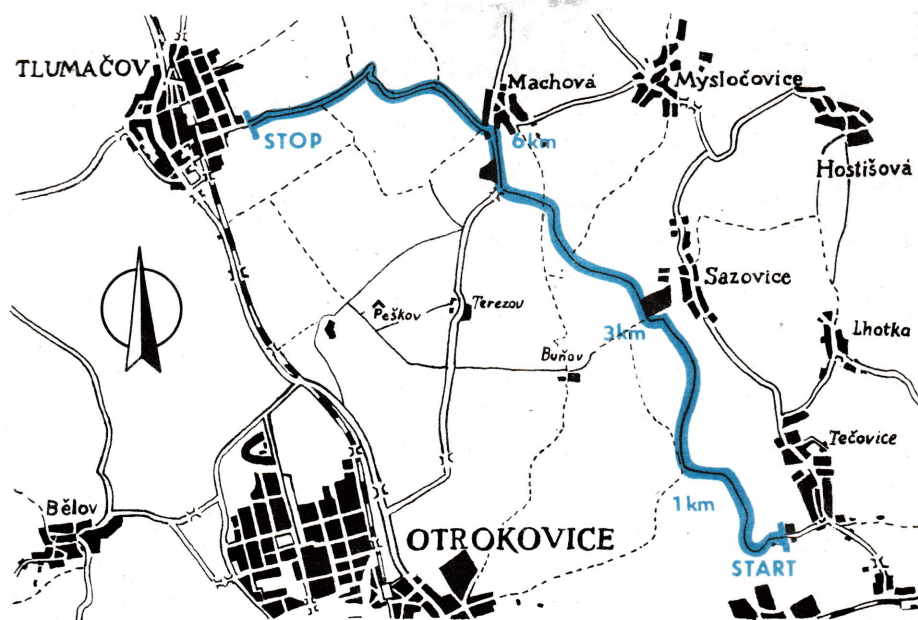 TLUMAČOV
Machová
Mysločovice
STOP
6km
Hostišová
Sazovice
Peškov
Terezov
3km
Lhotka
Buňov
Tečovice
1km
Bělov
OTROKOVICE
START